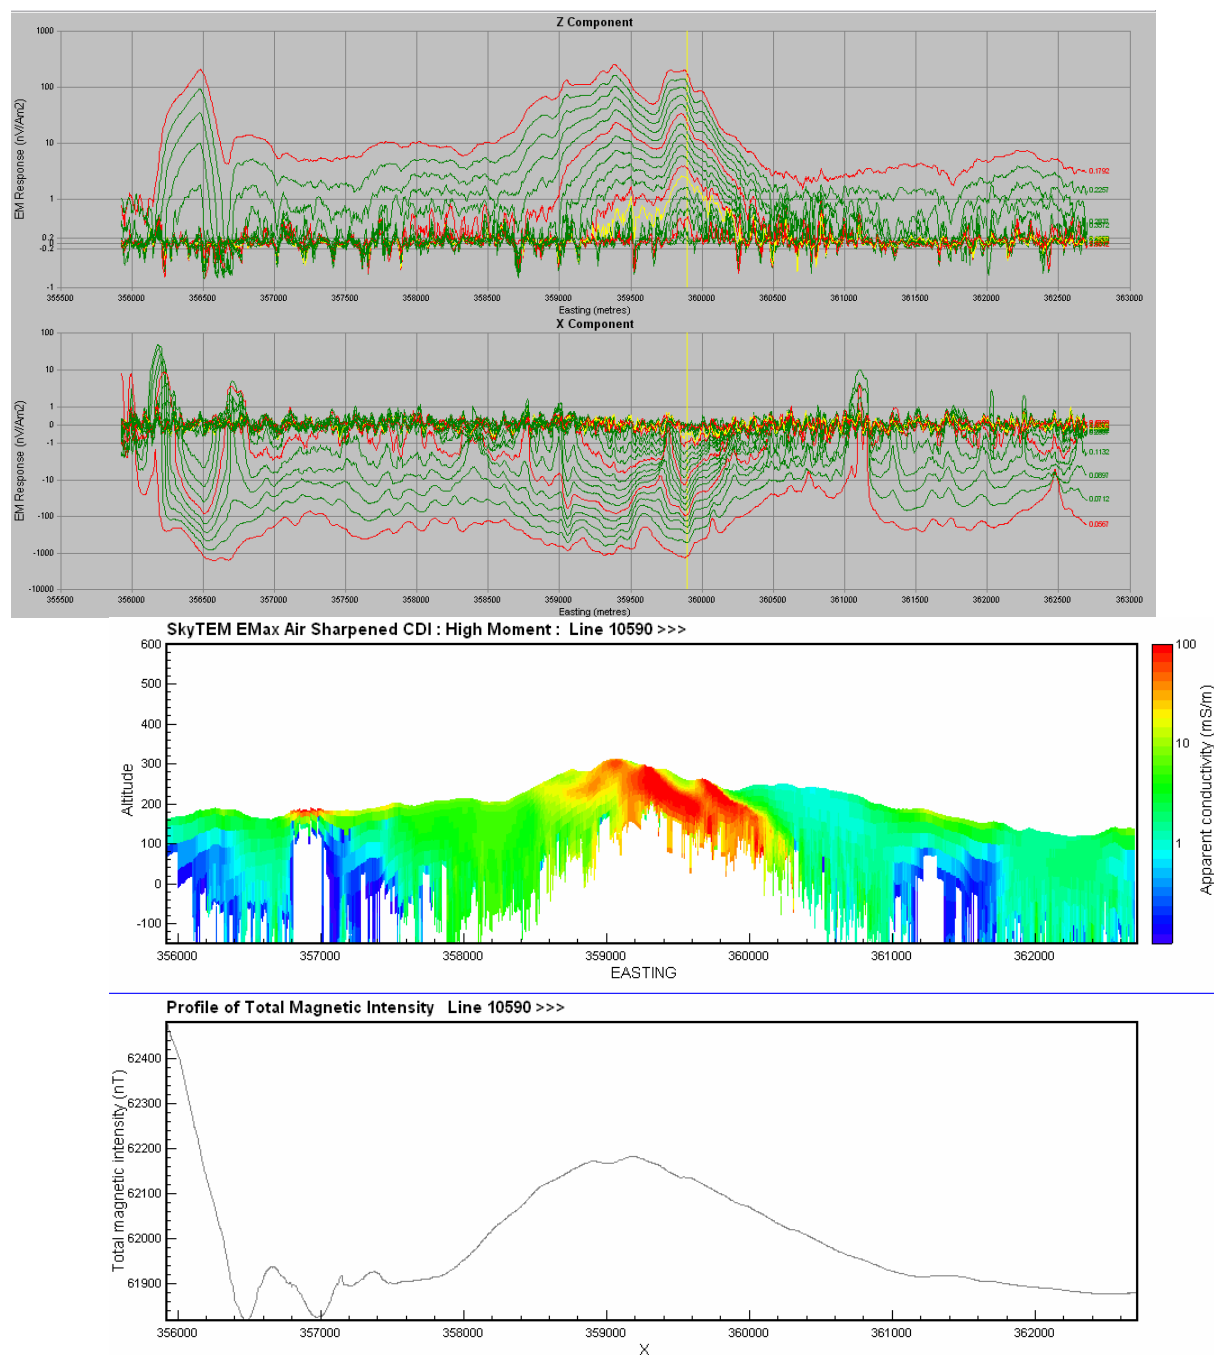 Z Component
1000
100
10
1
0.2
0
-0.2
-1
EM Response (nV/Am2)
0.1792
0.2257
355500 356000 356500 357000 357500 358000 358500 359000 359500 360000 360500 361000 361500 362000 362500 363000
Easting (metres)
X Component
100
10
1
0
-1
-10
-100
-1000
-10000
EM Response (nV/Am2)
0.1132
0.0897
0.0712
0.0567
355500 356000 356500 357000 357500 358000 358500 359000 359500 360000 360500 361000 361500 362000 362500 363000
Easting (metres)
SkyTEM EMax Air Sharpened CDI : High Moment : Line 10590 >>>
600
500
400
300
200
100
0
-100
Altitude
356000 357000 358000 359000 360000 361000 362000
EASTING
100
10
1
Apparent conductivity (mS/m)
Profile of Total Magnetic Intensity Line 10590 >>>
62400
62300
62200
62100
62000
61900
Total magnetic intensity (nT)
356000 357000 358000 359000 360000 361000 362000
X